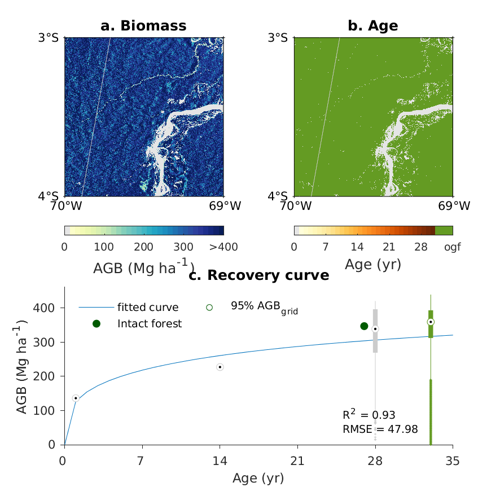 a. Biomass
b. Age
3°S
3°S
4°S
4°S
70°W
69°W
70°W
69°W
0 100 200 300 >400
0 7 14 21 28 ogf
AGB (Mg ha⁻¹)
Age (yr)
c. Recovery curve
fitted curve
95% AGB_grid
Intact forest
AGB (Mg ha⁻¹)
400
300
200
100
0
R² = 0.93
RMSE = 47.98
0 7 14 21 28 35
Age (yr)